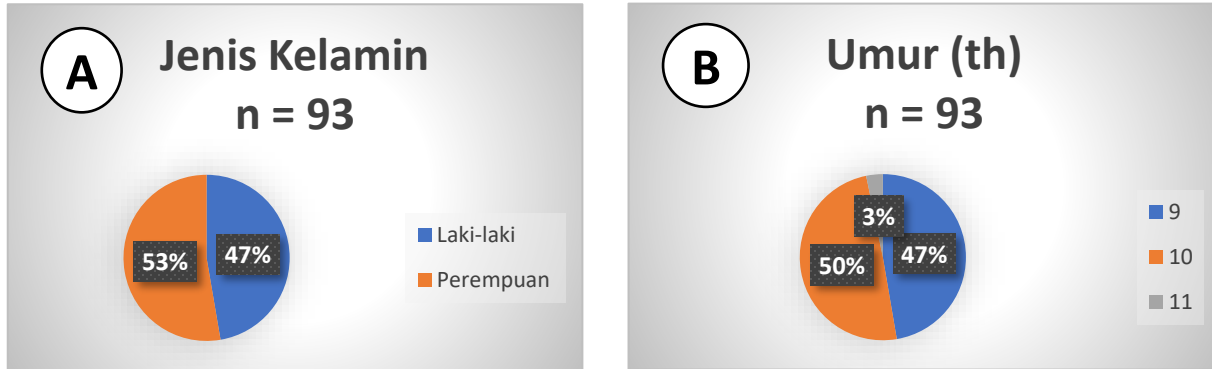 A
Jenis Kelamin
n = 93
53%
47%
Laki-laki
Perempuan
B
Umur (th)
n = 93
3%
50%
47%
9
10
11